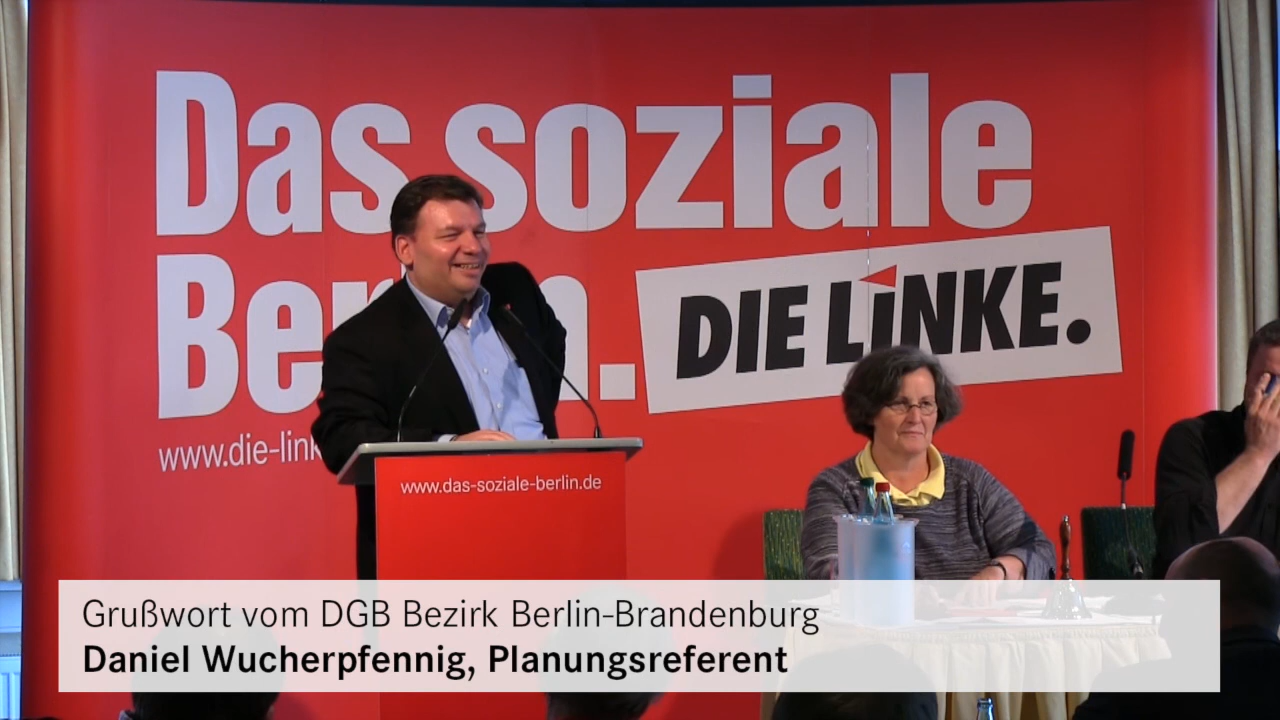 Das soziale
Be n.
DIE LINKE.
www.die-link
www.das-soziale-berlin.de
Grußwort vom DGB Bezirk Berlin-Brandenburg
Daniel Wucherpfennig, Planungsreferent